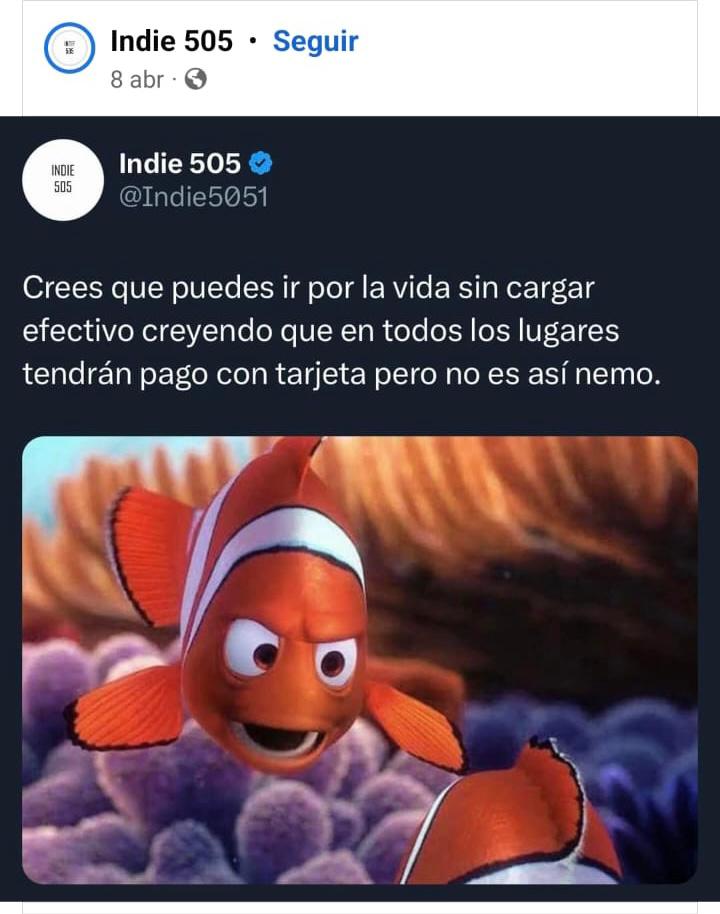 Indie 505 · Seguir
8 abr ·
INDIE
505
Indie 505
@Indie5051
Crees que puedes ir por la vida sin cargar
efectivo creyendo que en todos los lugares
tendrán pago con tarjeta pero no es así nemo.